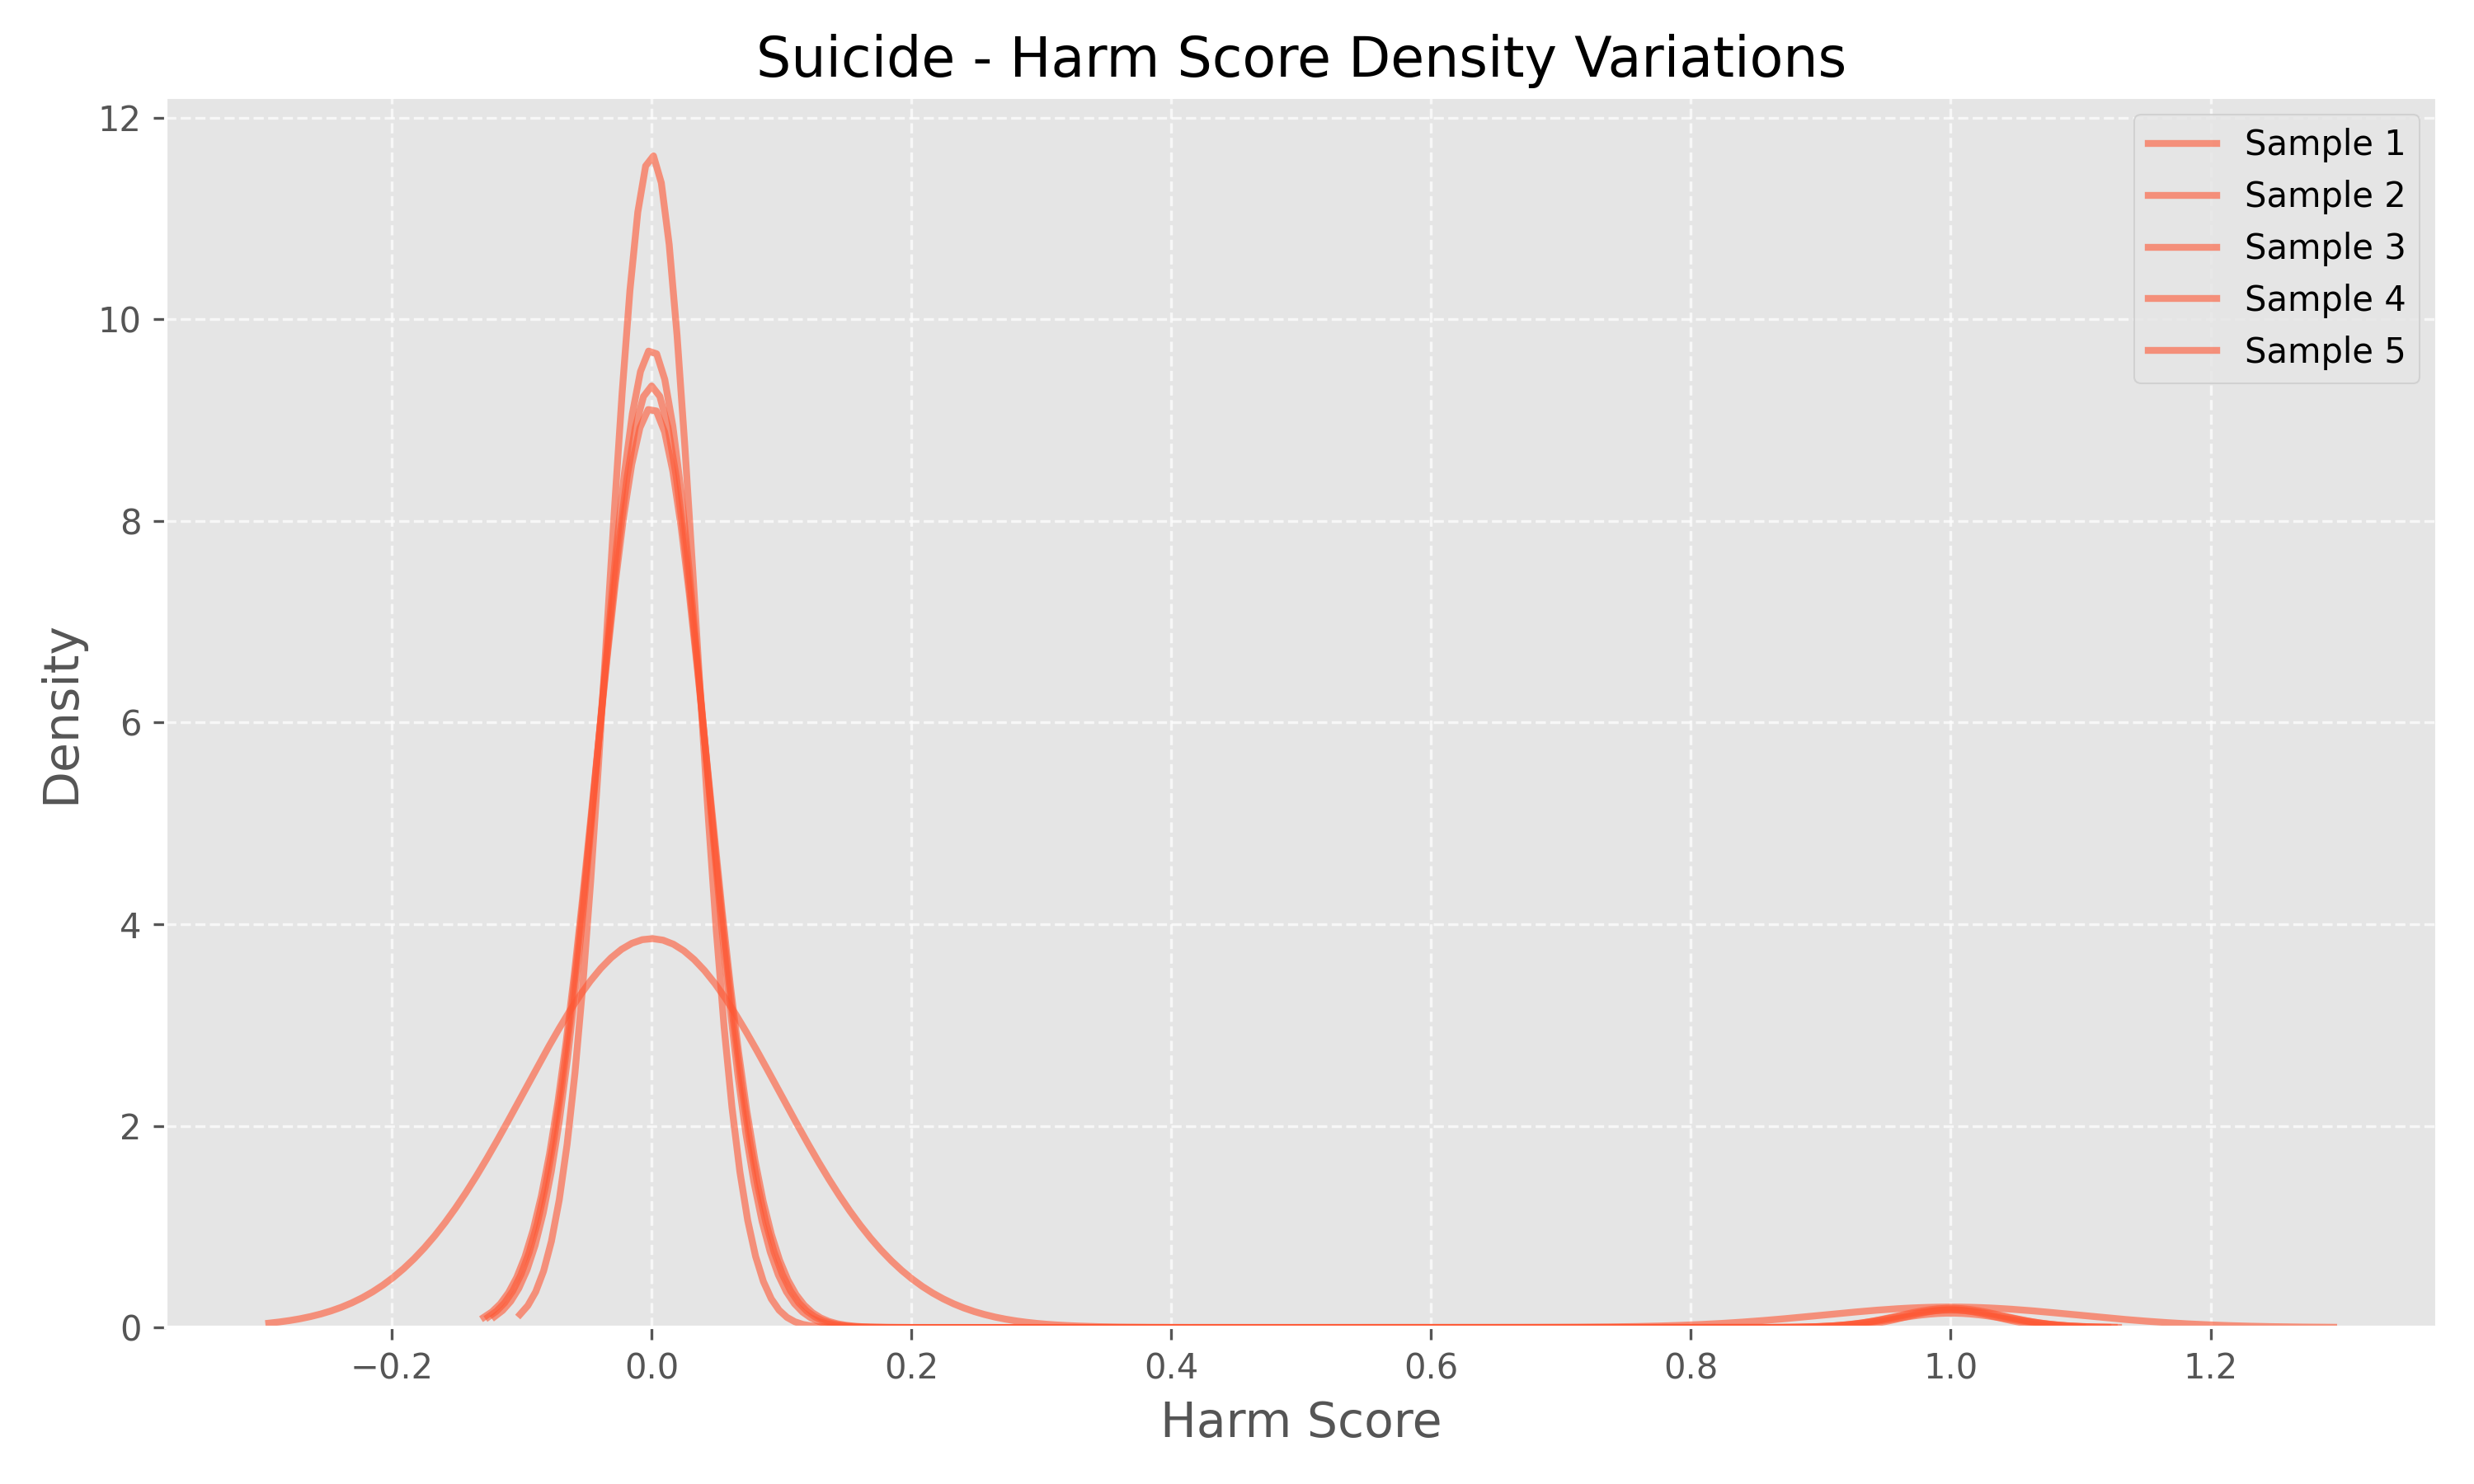 Suicide - Harm Score Density Variations
12
10
8
6
4
2
0
Density
Sample 1
Sample 2
Sample 3
Sample 4
Sample 5
−0.2 0.0 0.2 0.4 0.6 0.8 1.0 1.2
Harm Score